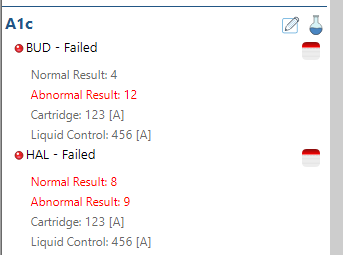 A1c
BUD - Failed
Normal Result: 4
Abnormal Result: 12
Cartridge: 123 [A]
Liquid Control: 456 [A]
HAL - Failed
Normal Result: 8
Abnormal Result: 9
Cartridge: 123 [A]
Liquid Control: 456 [A]